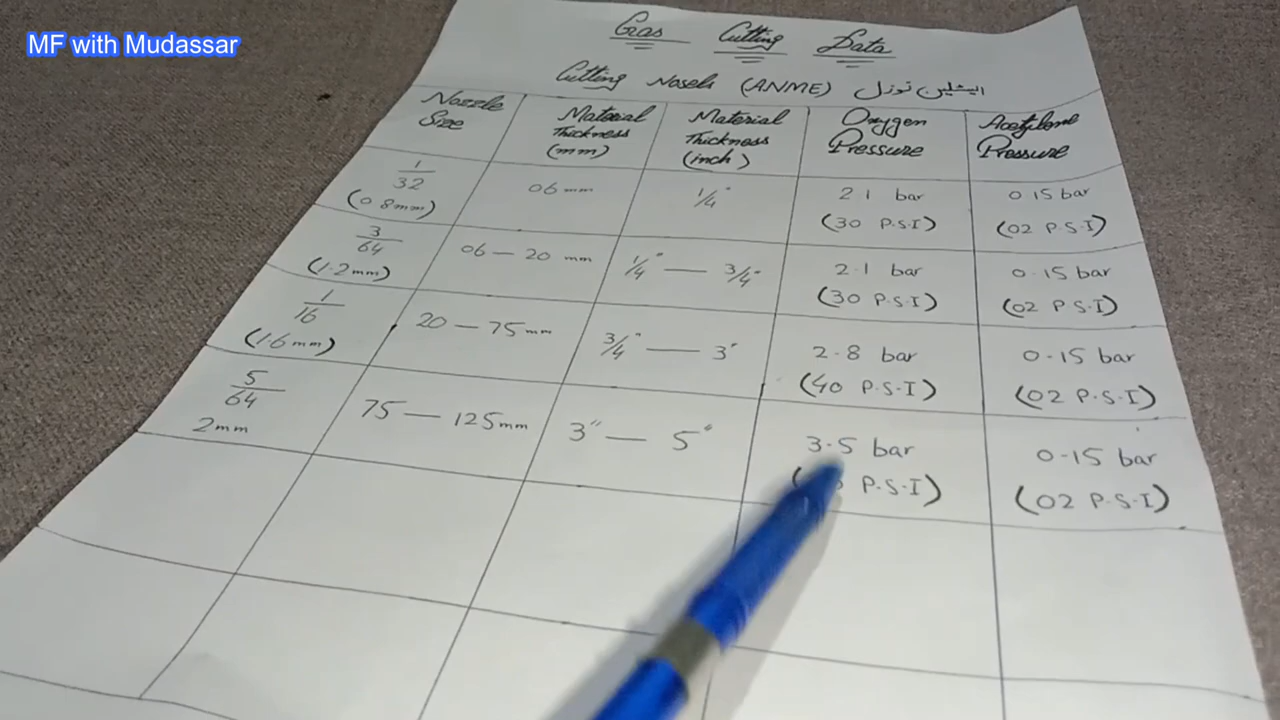 MF with Mudassar
Gas Cutting Data
Cutting Nosels (ANME) ایسٹیلین نوزل
Nozzle Size
Material Thickness (mm)
Material Thickness (inch)
Oxygen Pressure
Acetylene Pressure
1/32 (0.8mm)
06 mm
1/4"
2.1 bar (30 P.S.I)
0.15 bar (02 P.S.I)
3/64 (1.2mm)
06 — 20 mm
1/4" — 3/4"
2.1 bar (30 P.S.I)
0.15 bar (02 P.S.I)
1/16 (1.6mm)
20 — 75mm
3/4" — 3"
2.8 bar (40 P.S.I)
0.15 bar (02 P.S.I)
5/64 2mm
75 — 125mm
3" — 5"
3.5 bar ( P.S.I)
0.15 bar (02 P.S.I)